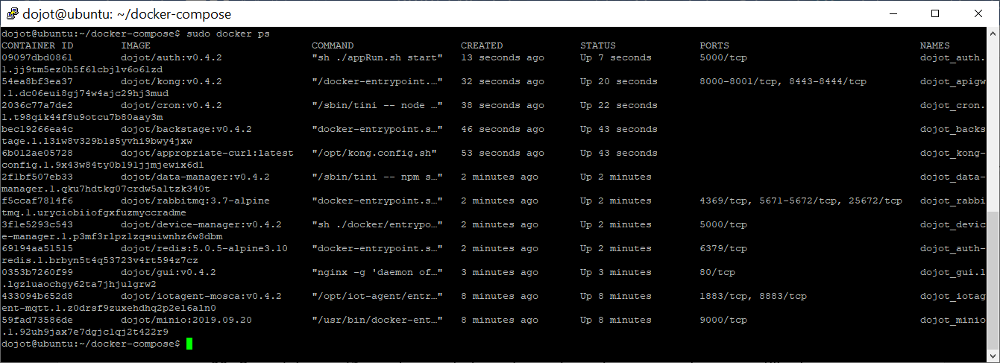 dojot@ubuntu: ~/docker-compose
dojot@ubuntu:~/docker-compose$ sudo docker ps
CONTAINER ID        IMAGE                           COMMAND                  CREATED             STATUS              PORTS                                NAMES
09097dbd0861        dojot/auth:v0.4.2               "sh ./appRun.sh start"   13 seconds ago      Up 7 seconds        5000/tcp                             dojot_auth.
1.jj9tm5ez0h5f6lcbjlv6o6lzd
54ea8bf3ea37        dojot/kong:v0.4.2               "/docker-entrypoint.…"   32 seconds ago      Up 20 seconds       8000-8001/tcp, 8443-8444/tcp         dojot_apigw
.1.dc06eui8gj74w4ajc29hj3mud
2036c77a7de2        dojot/cron:v0.4.2               "/sbin/tini -- node …"   38 seconds ago      Up 22 seconds                                            dojot_cron.
1.t98qik44f8u9otcu7b80aay3m
bec19266ea4c        dojot/backstage:v0.4.2          "docker-entrypoint.s…"   46 seconds ago      Up 43 seconds                                            dojot_backs
tage.1.l3iw8v329b1s5yvhi9bwy4jxw
6b012ae05728        dojot/appropriate-curl:latest   "/opt/kong.config.sh"    53 seconds ago      Up 43 seconds                                            dojot_kong-
config.1.9x43w84ty0bl91jjmjewix6dl
2f1bf507eb33        dojot/data-manager:v0.4.2       "/sbin/tini -- npm s…"   2 minutes ago       Up 2 minutes                                             dojot_data-
manager.1.qku7hdtkg07crdw5altzk340t
f5ccaf7814f6        dojot/rabbitmq:3.7-alpine       "docker-entrypoint.s…"   2 minutes ago       Up 2 minutes        4369/tcp, 5671-5672/tcp, 25672/tcp   dojot_rabbi
tmq.1.uryciobiiofgxfuzmyccradme
3f1e5293c543        dojot/device-manager:v0.4.2     "sh ./docker/entrypo…"   2 minutes ago       Up 2 minutes        5000/tcp                             dojot_devic
e-manager.1.p3mf3rlpzlzqsuiwnhz6w8dbm
69194aa51515        dojot/redis:5.0.5-alpine3.10    "docker-entrypoint.s…"   2 minutes ago       Up 2 minutes        6379/tcp                             dojot_auth-
redis.1.brbyn5t4q53723v4rt594z7cz
0353b7260f99        dojot/gui:v0.4.2                "nginx -g 'daemon of…"   3 minutes ago       Up 3 minutes        80/tcp                               dojot_gui.1
.1gzluaochgy62ta7jhjulgrw2
433094b652d8        dojot/iotagent-mosca:v0.4.2     "/opt/iot-agent/entr…"   8 minutes ago       Up 8 minutes        1883/tcp, 8883/tcp                   dojot_iotag
ent-mqtt.1.z0drsf9zuxehdhq2p2el6a1n0
59fad73586de        dojot/minio:2019.09.20          "/usr/bin/docker-ent…"   8 minutes ago       Up 8 minutes        9000/tcp                             dojot_minio
.1.92uh9jax7e7dgjclqj2t422r9
dojot@ubuntu:~/docker-compose$